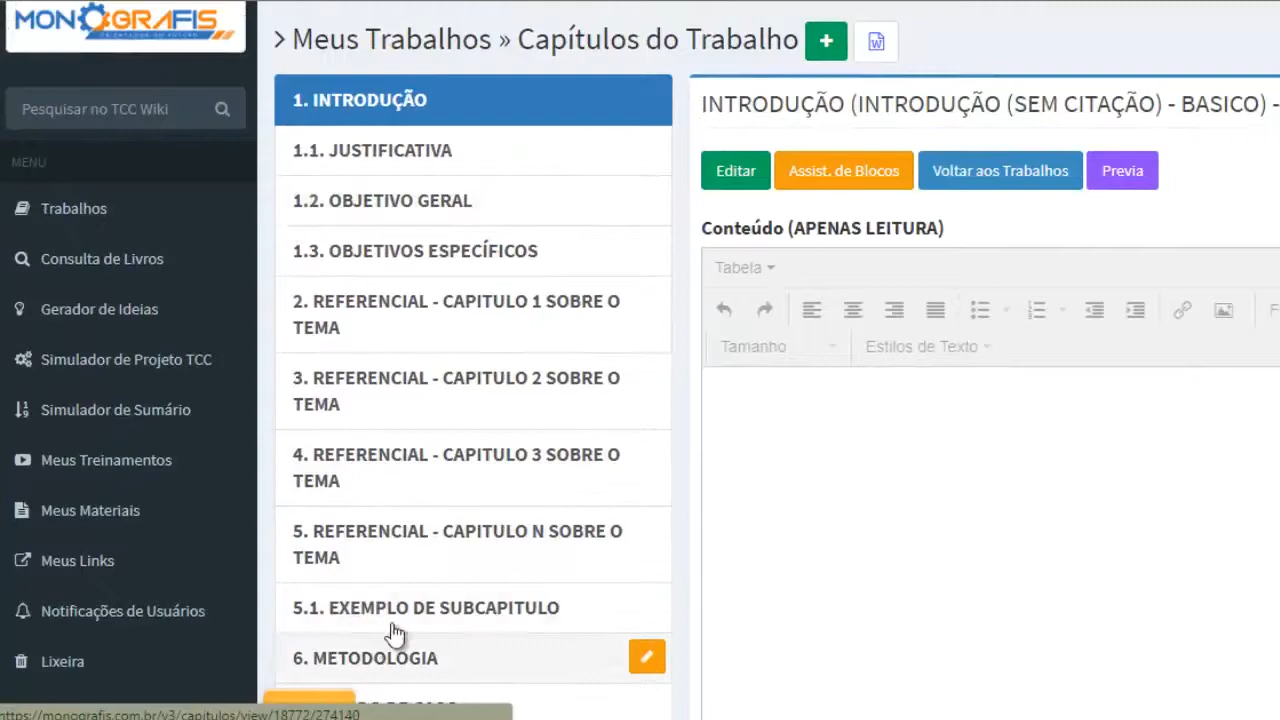 MONOGRAFIS
Pesquisar no TCC Wiki
MENU
Trabalhos
Consulta de Livros
Gerador de Ideias
Simulador de Projeto TCC
Simulador de Sumário
Meus Treinamentos
Meus Materiais
Meus Links
Notificações de Usuários
Lixeira
Meus Trabalhos » Capítulos do Trabalho
1. INTRODUÇÃO
1.1. JUSTIFICATIVA
1.2. OBJETIVO GERAL
1.3. OBJETIVOS ESPECÍFICOS
2. REFERENCIAL - CAPITULO 1 SOBRE O
TEMA
3. REFERENCIAL - CAPITULO 2 SOBRE O
TEMA
4. REFERENCIAL - CAPITULO 3 SOBRE O
TEMA
5. REFERENCIAL - CAPITULO N SOBRE O
TEMA
5.1. EXEMPLO DE SUBCAPITULO
6. METODOLOGIA
INTRODUÇÃO (INTRODUÇÃO (SEM CITAÇÃO) - BASICO) -
Editar Assist. de Blocos Voltar aos Trabalhos Previa
Conteúdo (APENAS LEITURA)
Tabela
Tamanho Estilos de Texto
https://monografis.com.br/v3/capitulos/view/18772/274140